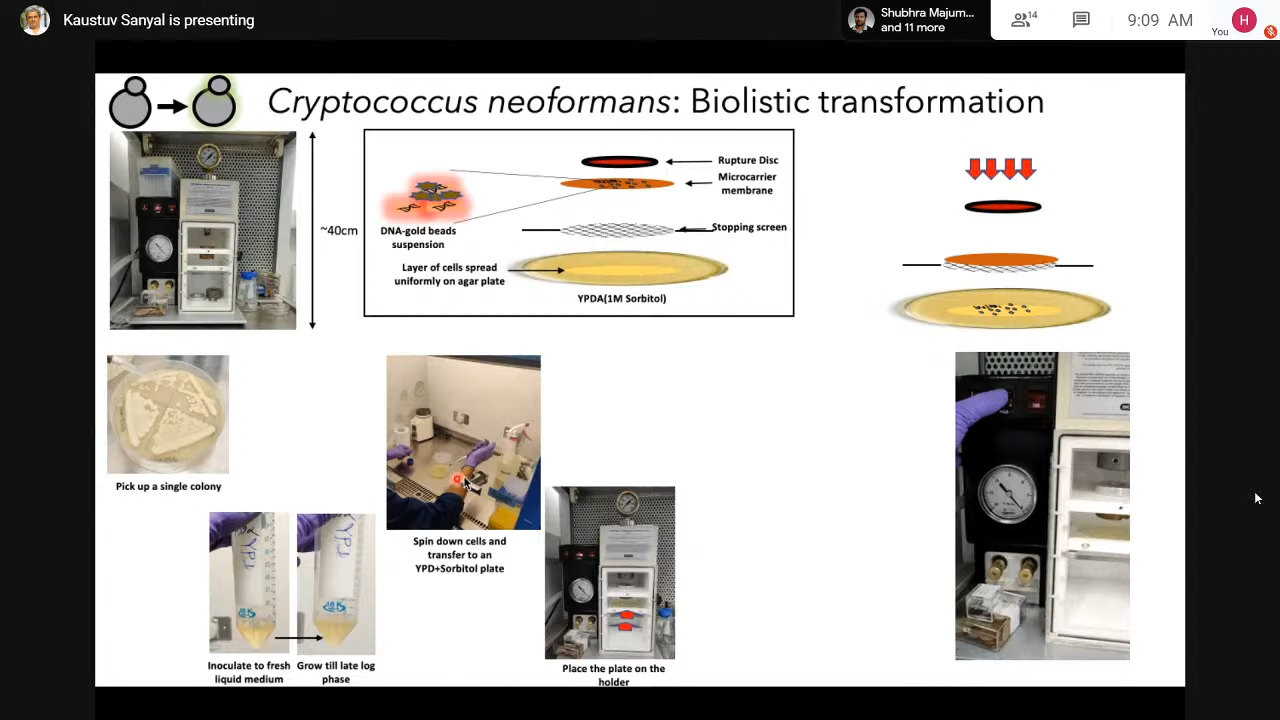 Kaustuv Sanyal is presenting
Shubhra Majum...
and 11 more
14
9:09 AM
You
H
Cryptococcus neoformans: Biolistic transformation
~40cm
Rupture Disc
Microcarrier
membrane
DNA-gold beads
suspension
Stopping screen
Layer of cells spread
uniformly on agar plate
YPDA(1M Sorbitol)
Pick up a single colony
Spin down cells and
transfer to an
YPD+Sorbitol plate
Inoculate to fresh
liquid medium
Grow till late log
phase
Place the plate on the
holder